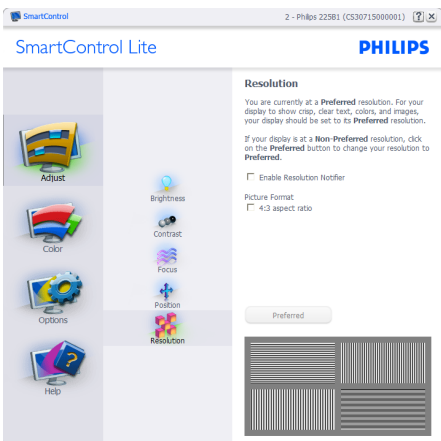 SmartControl
2 - Philips 225B1 (CS30715000001)
SmartControl Lite
PHILIPS
Adjust
Color
Options
Help
Brightness
Contrast
Focus
Position
Resolution
Resolution
You are currently at a Preferred resolution. For your
display to show crisp, clear text, colors, and images,
your display should be set to its Preferred resolution.
If your display is at a Non-Preferred resolution, click
on the Preferred button to change your resolution to
Preferred.
Enable Resolution Notifier
Picture Format
4:3 aspect ratio
Preferred